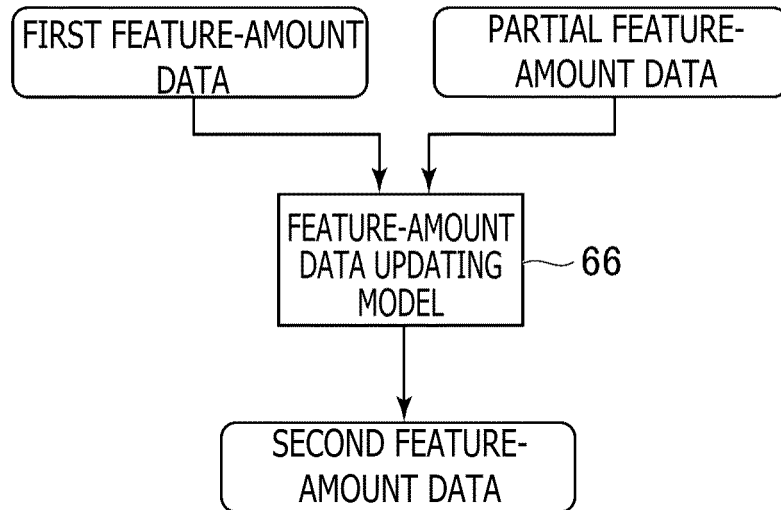 FIRST FEATURE-AMOUNT
DATA
PARTIAL FEATURE-
AMOUNT DATA
FEATURE-AMOUNT
DATA UPDATING
MODEL
66
SECOND FEATURE-
AMOUNT DATA